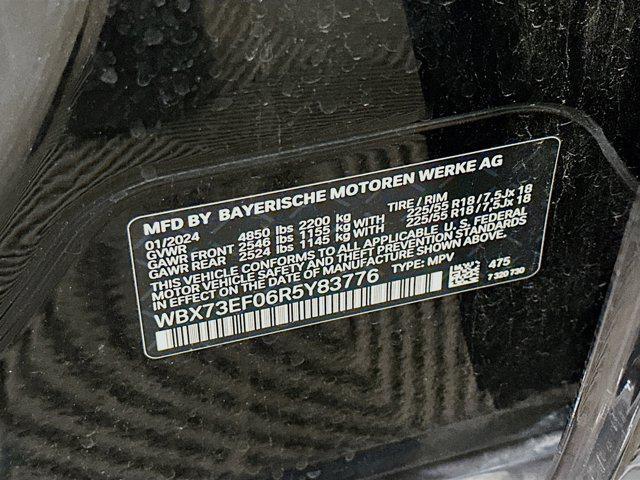 MFD BY BAYERISCHE MOTOREN WERKE AG
01/2024 TIRE / RIM
GVWR 4850 lbs 2200 kg
GAWR FRONT 2546 lbs 1155 kg WITH 225/55 R18/7,5Jx 18
GAWR REAR 2524 lbs 1145 kg WITH 225/55 R18/7,5Jx 18
THIS VEHICLE CONFORMS TO ALL APPLICABLE U. S. FEDERAL
MOTOR VEHICLE SAFETY AND THEFT PREVENTION STANDARDS
IN EFFECT ON THE DATE OF MANUFACTURE SHOWN ABOVE.
WBX73EF06R5Y83776 TYPE: MPV 475
7 320 730